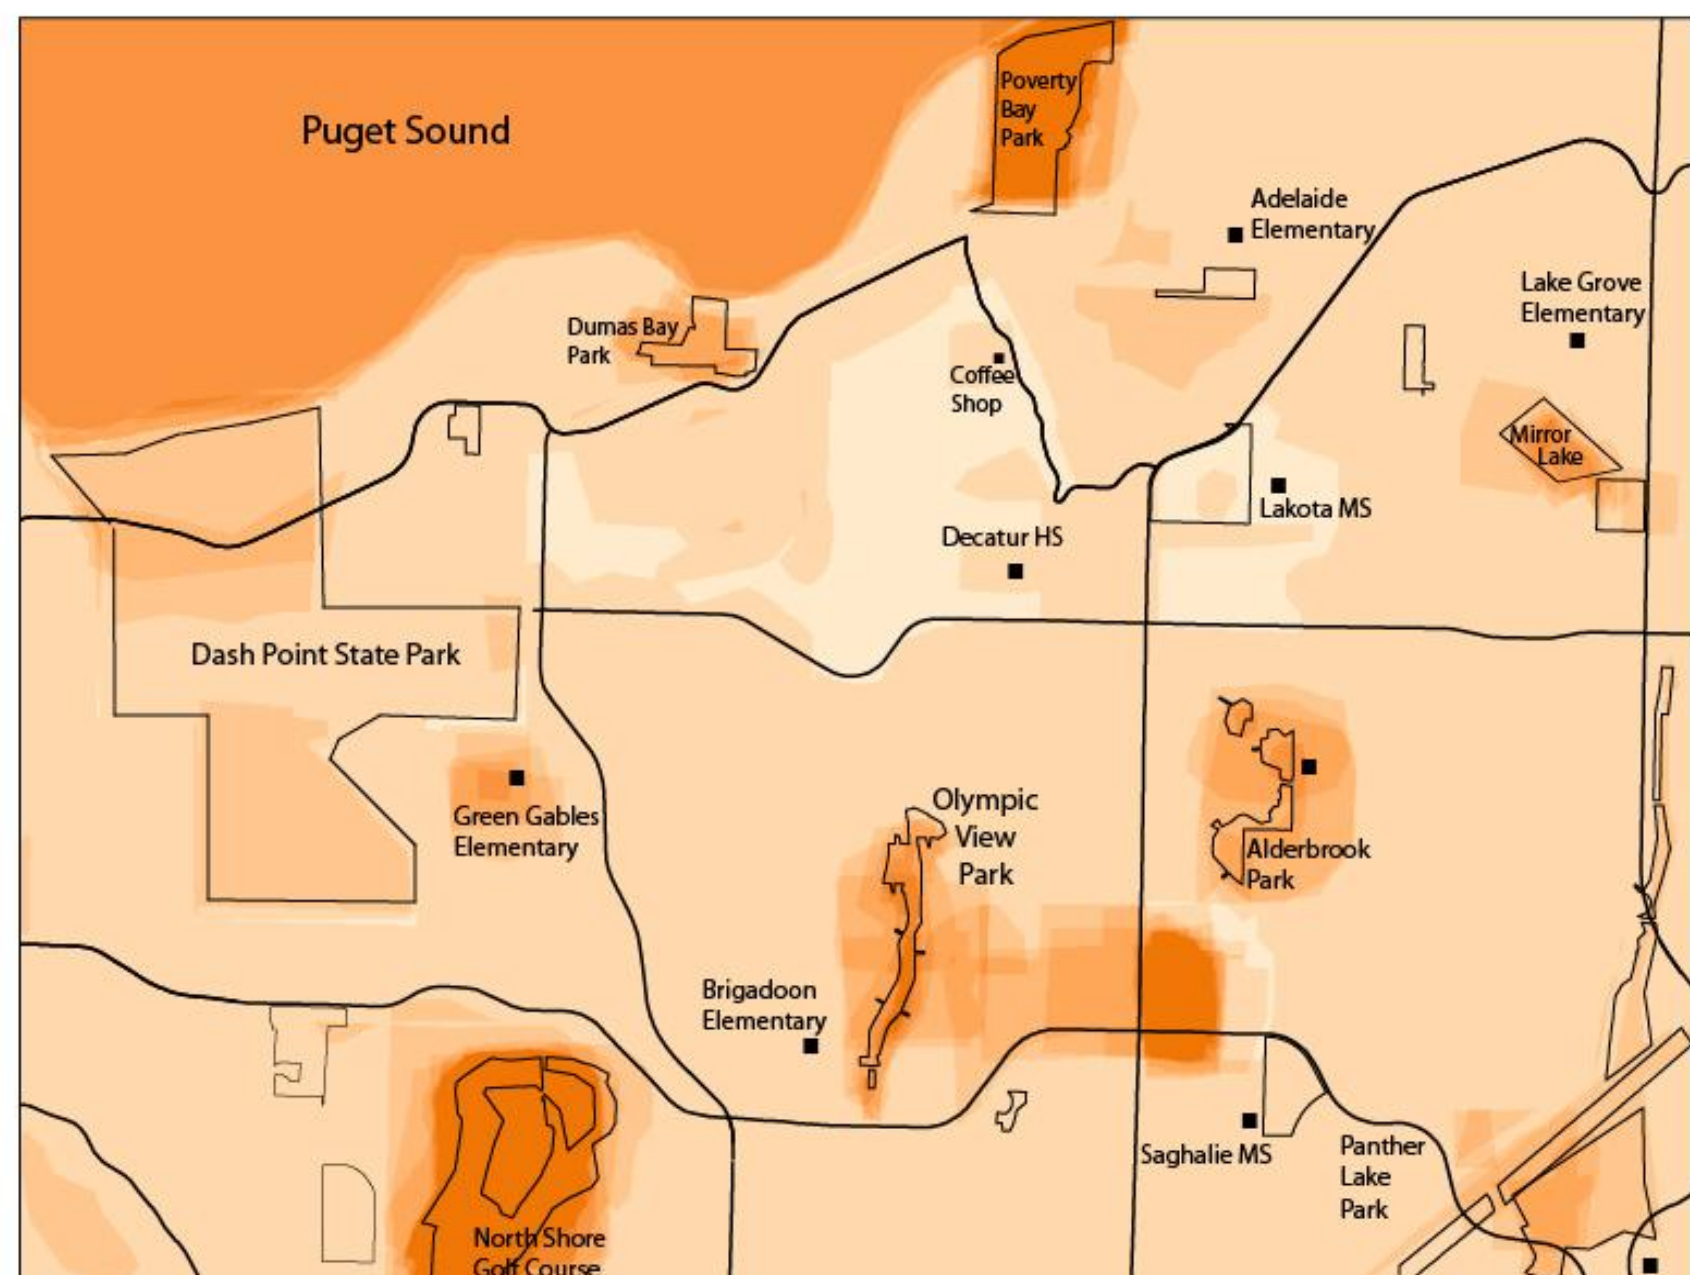 Puget Sound
Poverty
Bay
Park
Adelaide
Elementary
Lake Grove
Elementary
Dumas Bay
Park
Coffee
Shop
Mirror
Lake
Lakota MS
Decatur HS
Dash Point State Park
Green Gables
Elementary
Olympic
View
Park
Alderbrook
Park
Brigadoon
Elementary
Saghalie MS
Panther
Lake
Park
North Shore
Golf Course